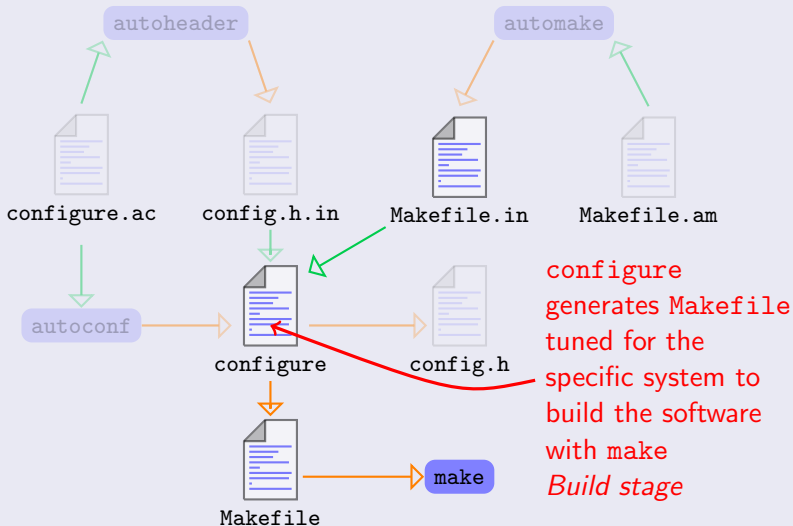 autoheader
automake
configure.ac
config.h.in
Makefile.in
Makefile.am
autoconf
configure
config.h
configure
generates Makefile
tuned for the
specific system to
build the software
with make
Build stage
make
Makefile